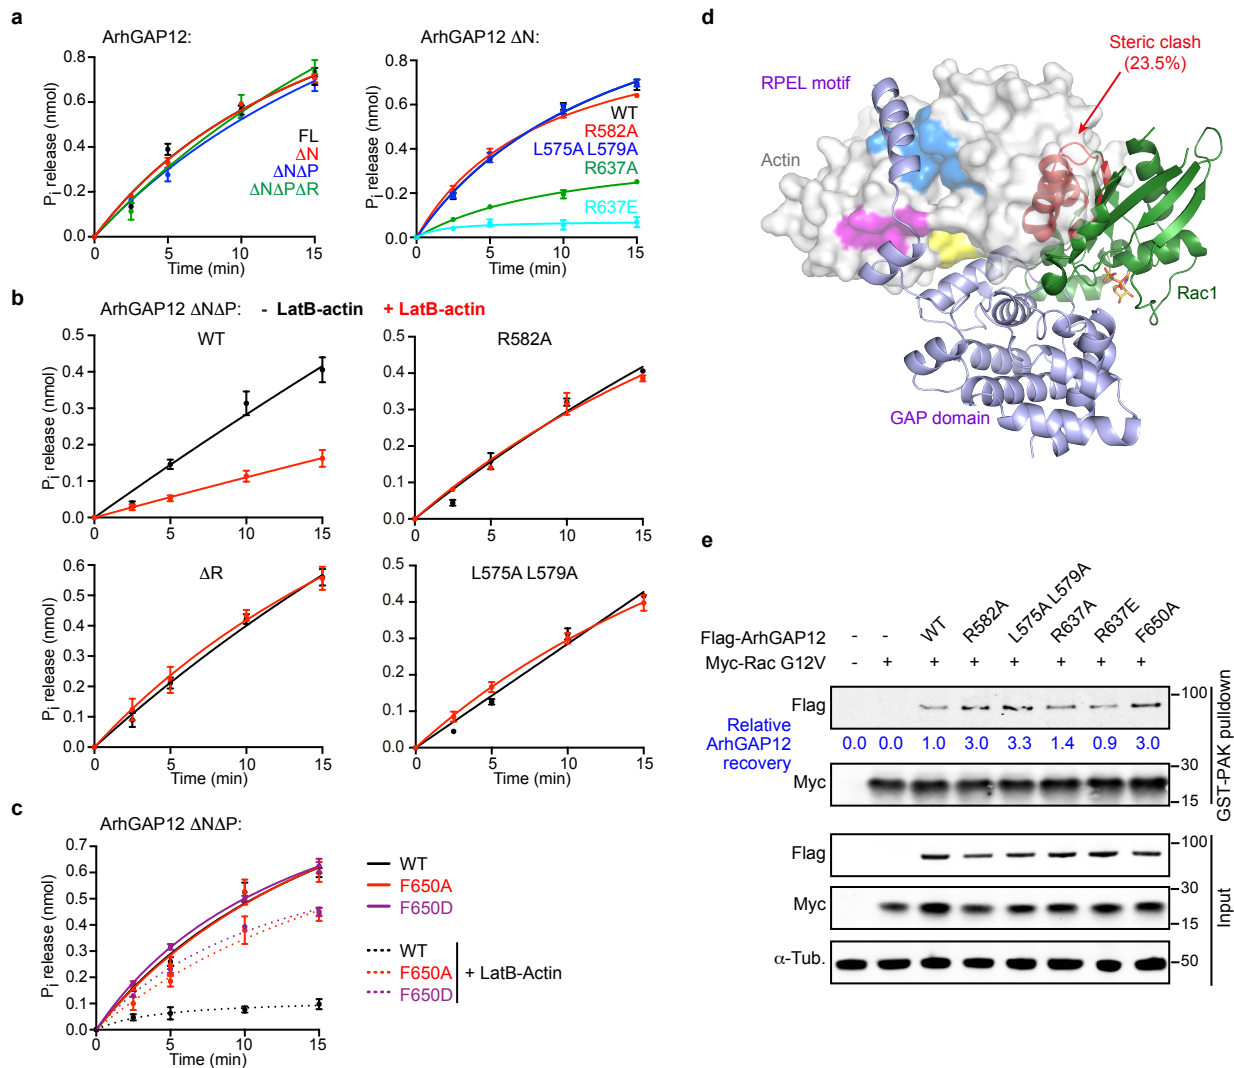 a
ArhGAP12:
Pi release (nmol)
0.8
0.6
0.4
0.2
0.0
0
5
10
15
Time (min)
FL
ΔN
ΔNΔP
ΔNΔPΔR
ArhGAP12 ΔN:
Pi release (nmol)
0.8
0.6
0.4
0.2
0.0
0
5
10
15
Time (min)
WT
R582A
L575A L579A
R637A
R637E
b
ArhGAP12 ΔNΔP: - LatB-actin + LatB-actin
WT
Pi release (nmol)
0.5
0.4
0.3
0.2
0.1
0.0
0
5
10
15
R582A
0.5
0.4
0.3
0.2
0.1
0.0
0
5
10
15
ΔR
Pi release (nmol)
0.6
0.5
0.4
0.3
0.2
0.1
0.0
0
5
10
15
Time (min)
L575A L579A
0.5
0.4
0.3
0.2
0.1
0.0
0
5
10
15
Time (min)
c
ArhGAP12 ΔNΔP:
Pi release (nmol)
0.7
0.6
0.5
0.4
0.3
0.2
0.1
0.0
0
5
10
15
Time (min)
WT
F650A
F650D
WT
F650A
F650D
+ LatB-Actin
d
Steric clash
(23.5%)
RPEL motif
Actin
Rac1
GAP domain
e
Flag-ArhGAP12 - - WT R582A L575A L579A R637A R637E F650A
Myc-Rac G12V - + + + + + + +
Flag
100
Relative
ArhGAP12
recovery
0.0 0.0 1.0 3.0 3.3 1.4 0.9 3.0
Myc
30
15
GST-PAK pulldown
Flag
100
Myc
30
15
α-Tub.
50
Input